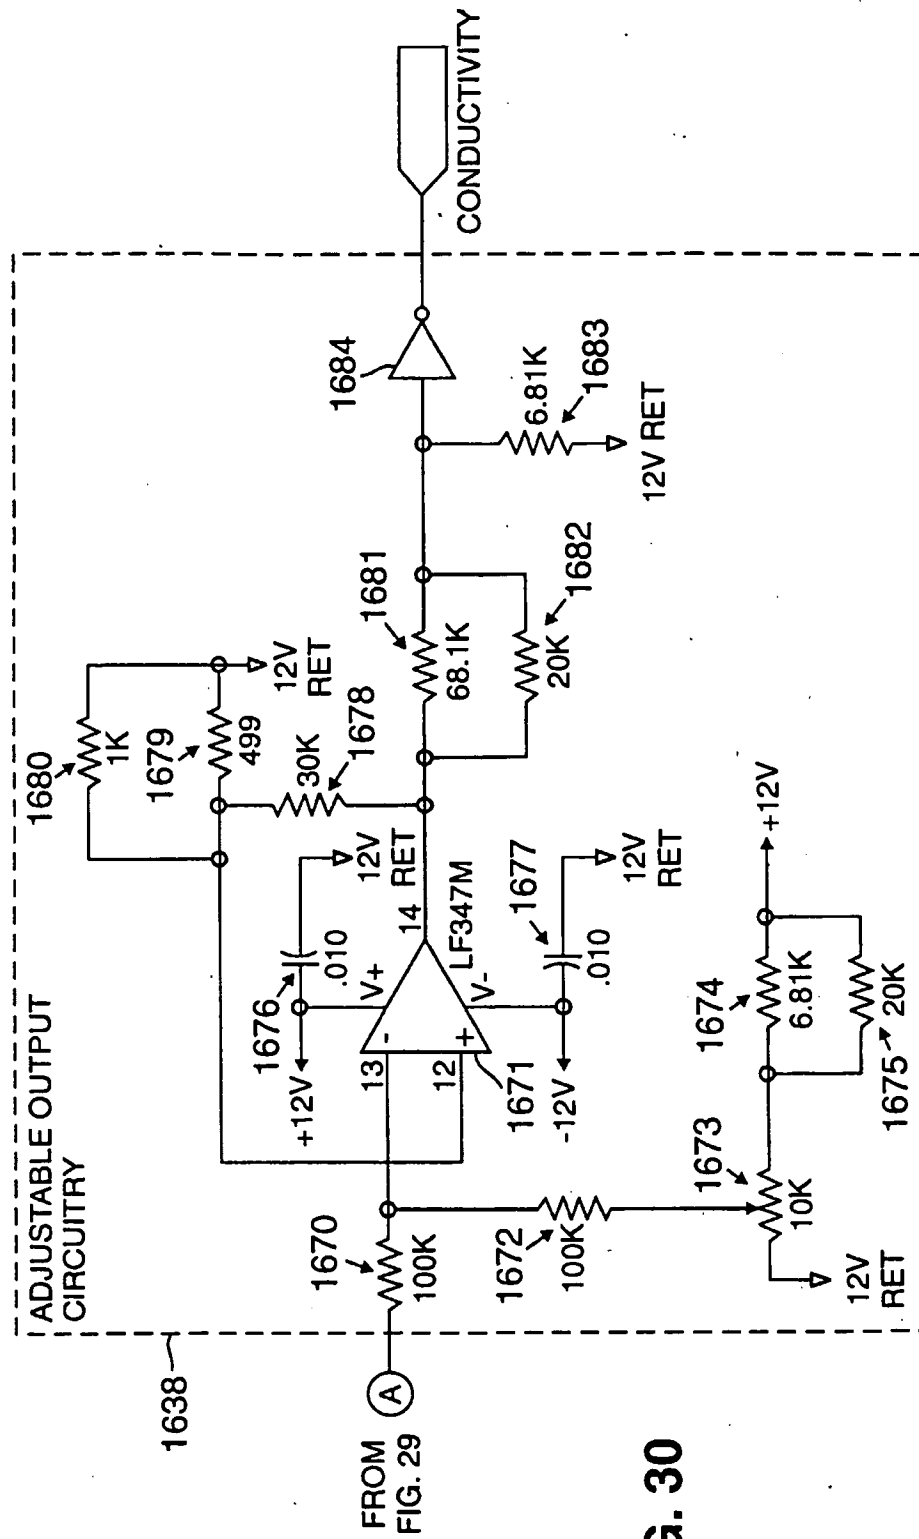 ADJUSTABLE OUTPUT
CIRCUITRY
1638
FROM
FIG. 29
A
1670
100K
1672
100K
1673
10K
12V
RET
1674
6.81K
1675
20K
+12V
1671
13
12
-
+
V+
V-
14
LF347M
+12V
1676
.010
12V
RET
-12V
1677
.010
12V
RET
1680
1K
1679
499
12V
RET
30K
1678
1681
68.1K
1682
20K
6.81K
1683
12V RET
1684
CONDUCTIVITY
G. 30